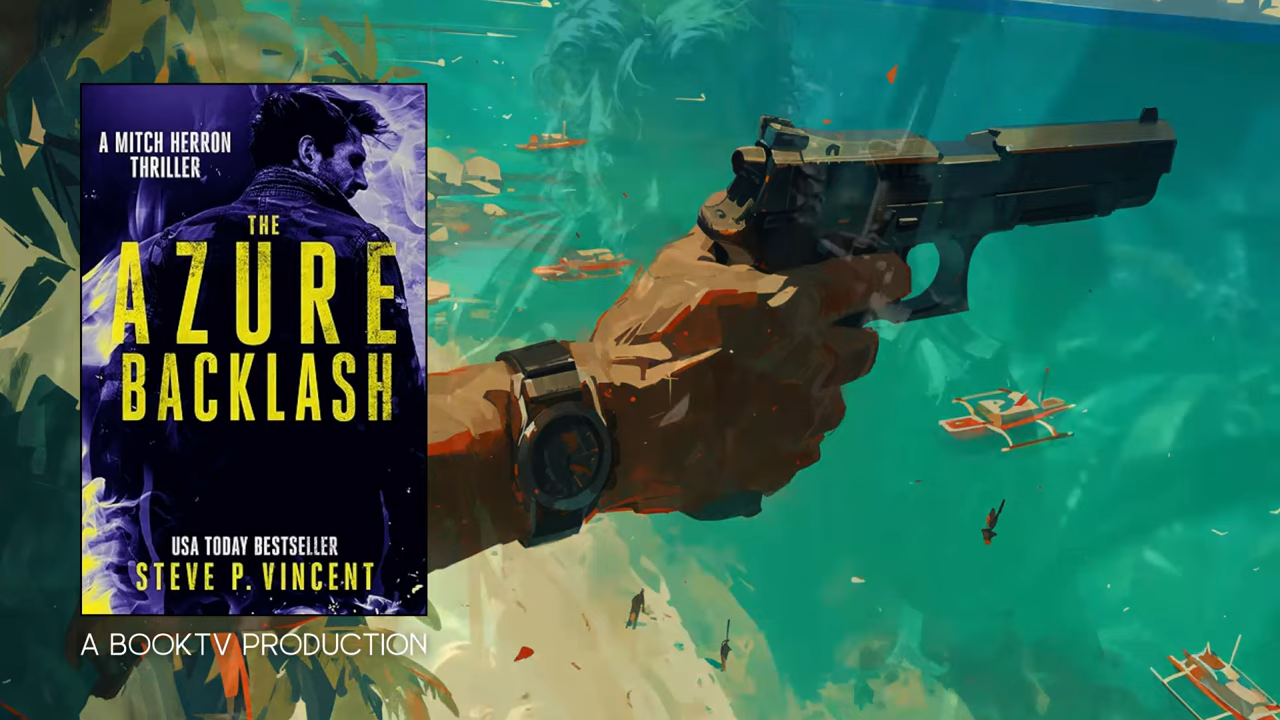 A MITCH HERRON
THRILLER
THE
AZURE
BACKLASH
USA TODAY BESTSELLER
STEVE P. VINCENT
A BOOKTV PRODUCTION